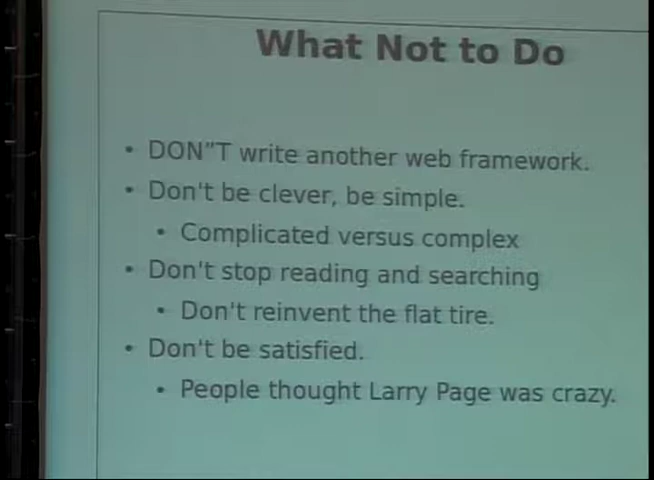 What Not to Do
• DON"T write another web framework.
• Don't be clever, be simple.
• Complicated versus complex
• Don't stop reading and searching
• Don't reinvent the flat tire.
• Don't be satisfied.
• People thought Larry Page was crazy.